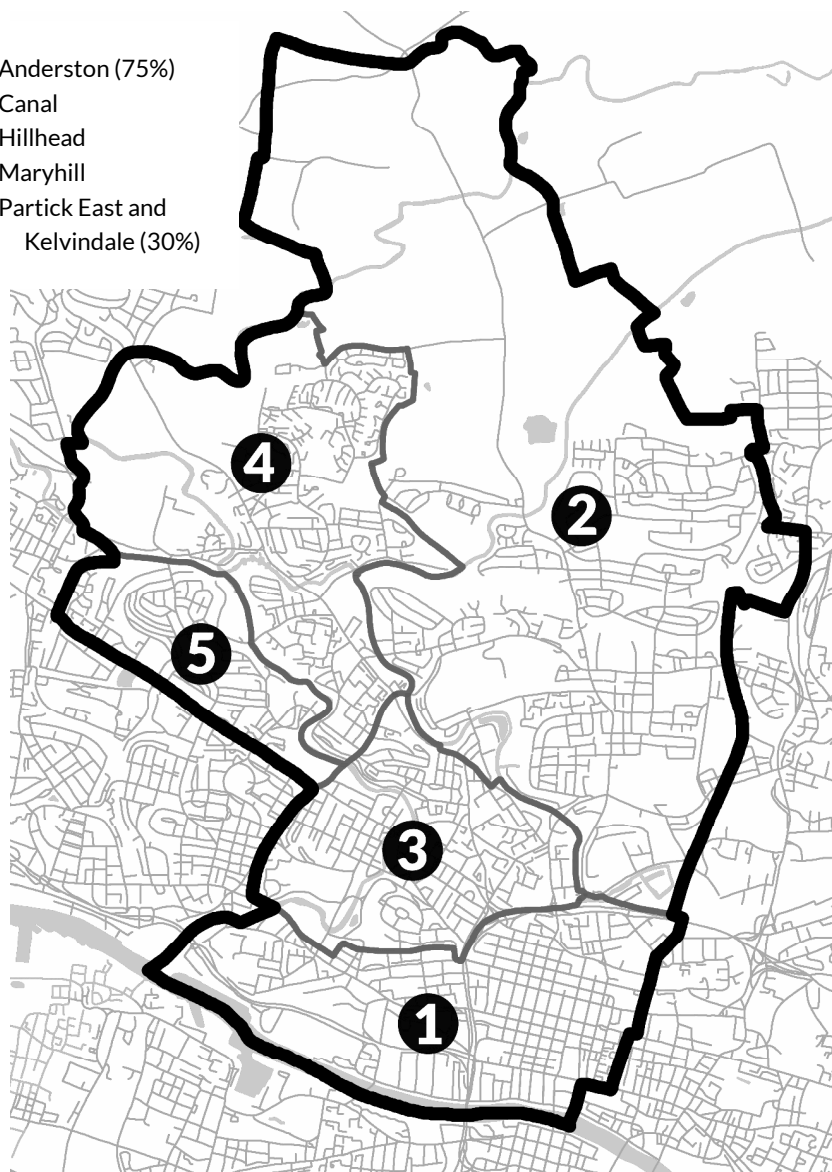 Anderston (75%)
Canal
Hillhead
Maryhill
Partick East and
Kelvindale (30%)
4
2
5
3
1